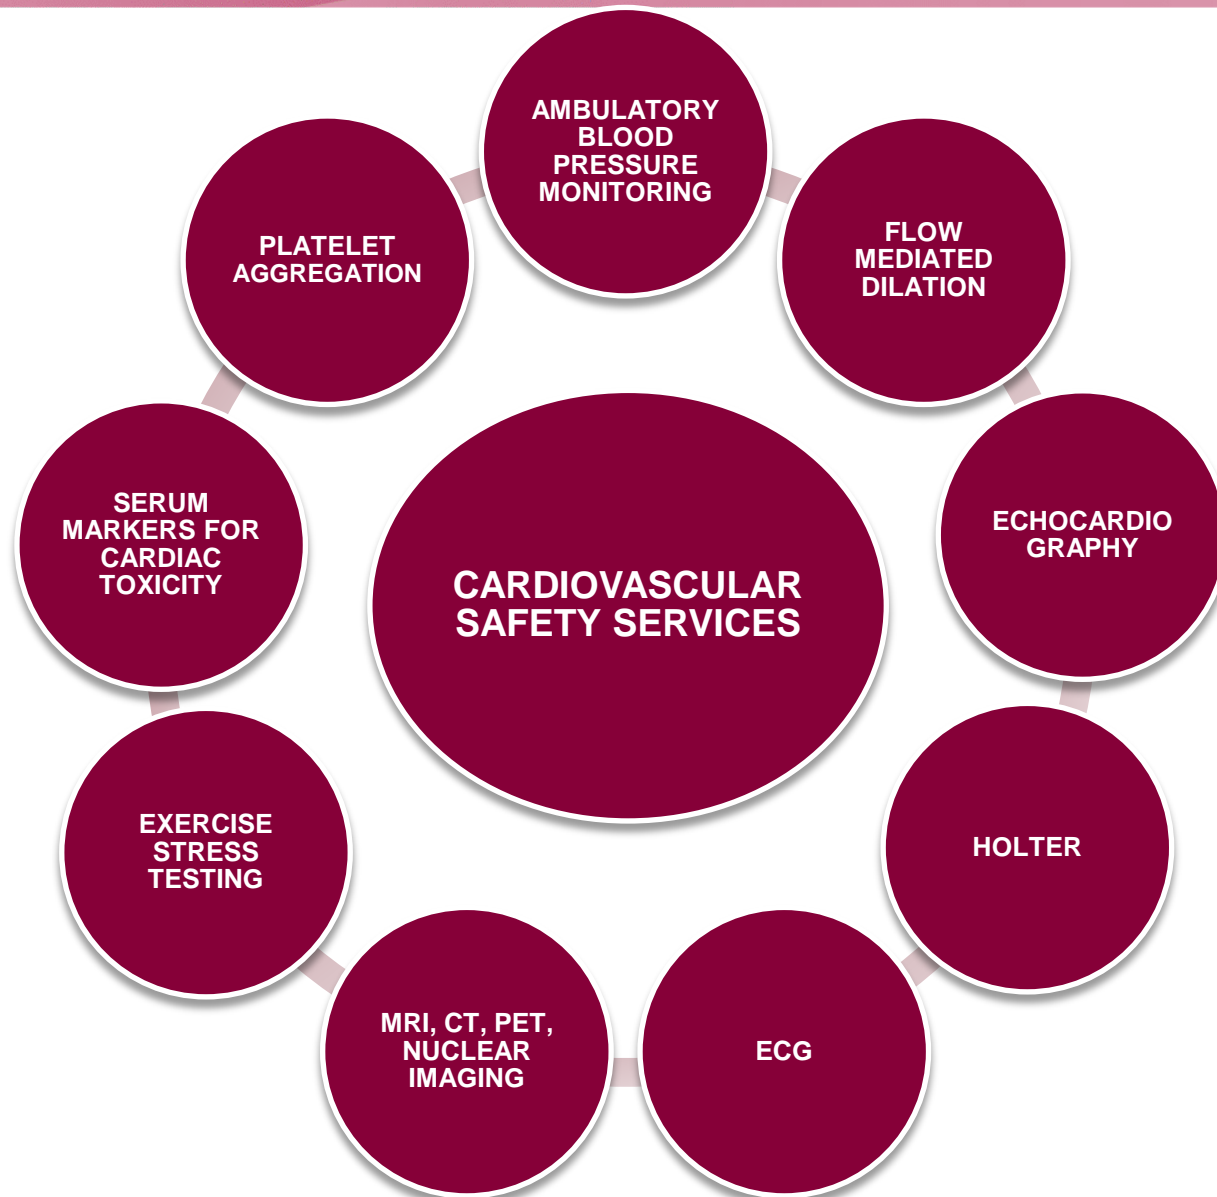 AMBULATORY
BLOOD
PRESSURE
MONITORING
FLOW
MEDIATED
DILATION
ECHOCARDIO
GRAPHY
HOLTER
ECG
MRI, CT, PET,
NUCLEAR
IMAGING
EXERCISE
STRESS
TESTING
SERUM
MARKERS FOR
CARDIAC
TOXICITY
PLATELET
AGGREGATION
CARDIOVASCULAR
SAFETY SERVICES